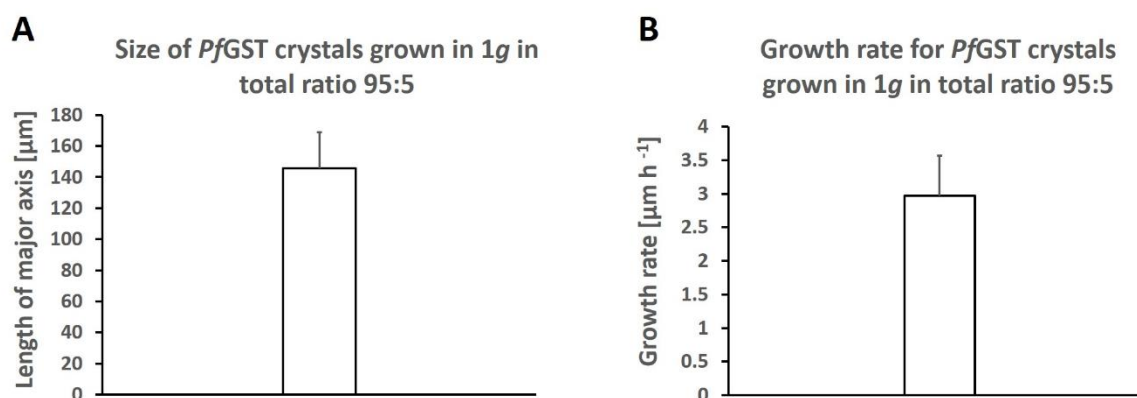 A
Size of PfGST crystals grown in 1g in
total ratio 95:5
Length of major axis [µm]
180
160
140
120
100
80
60
40
20
0
B
Growth rate for PfGST crystals
grown in 1g in total ratio 95:5
Growth rate [µm h⁻¹]
4
3.5
3
2.5
2
1.5
1
0.5
0